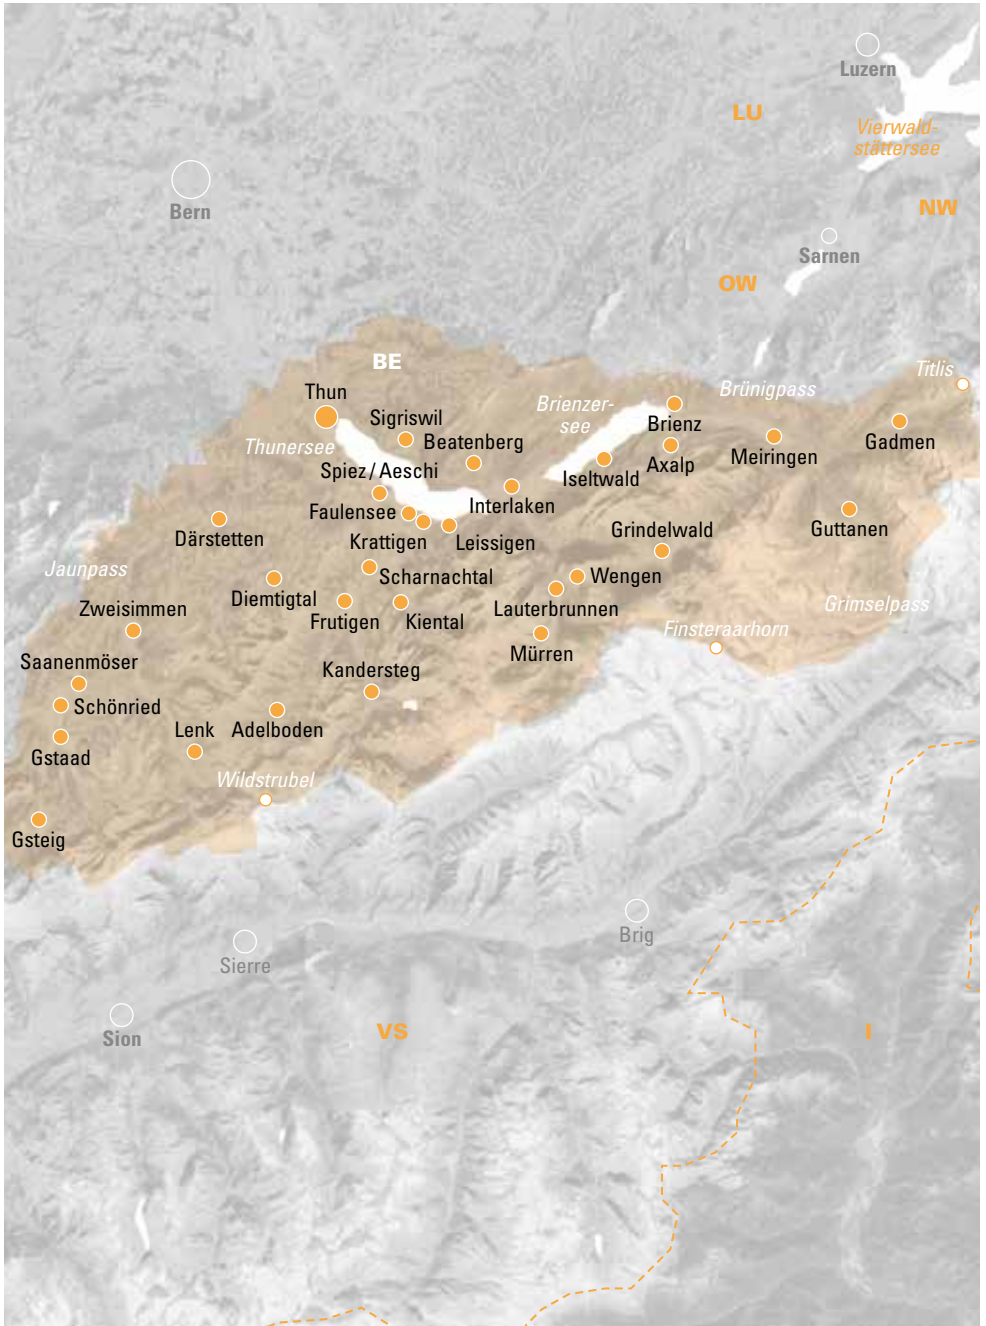 Luzern
LU
Vierwald-
stättersee
Bern
NW
Sarnen
OW
BE
Titlis
Thun
Brünigpass
Brienzer-
see
Sigriswil
Brienz
Thunersee
Beatenberg
Gadmen
Axalp
Meiringen
Spiez / Aeschi
Iseltwald
Interlaken
Faulensee
Grindelwald
Guttanen
Därstetten
Krattigen
Leissigen
Jaunpass
Scharnachtal
Wengen
Diemtigtal
Zweisimmen
Lauterbrunnen
Grimselpass
Frutigen
Kiental
Finsteraarhorn
Mürren
Saanenmöser
Kandersteg
Schönried
Lenk
Adelboden
Gstaad
Wildstrubel
Gsteig
Brig
Sierre
Sion
VS
I